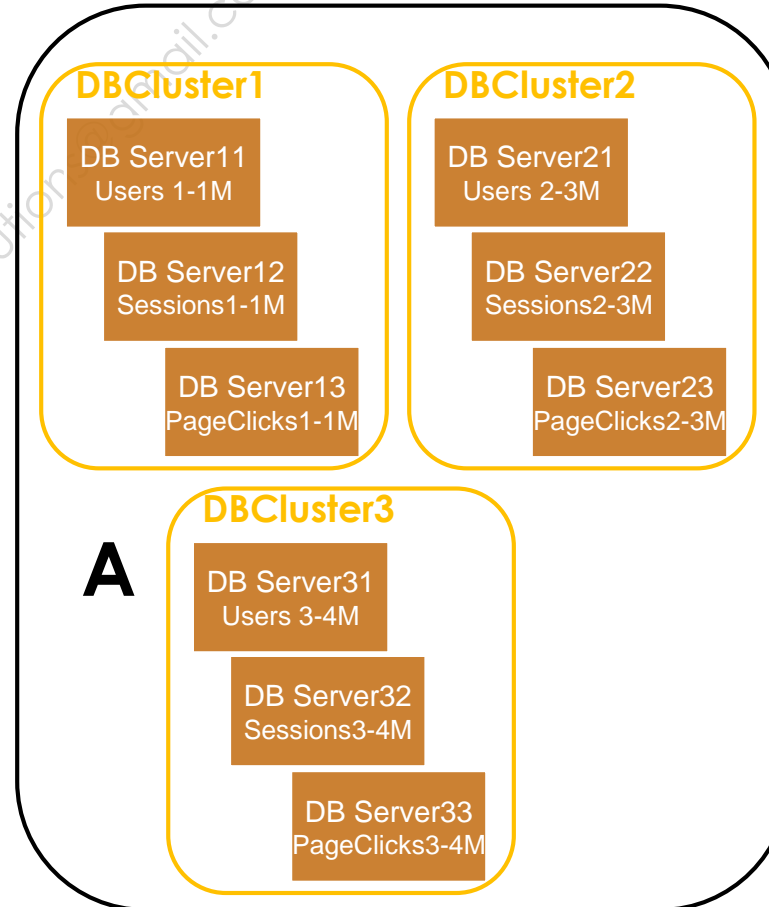 DBCluster1
DB Server11
Users 1-1M
DB Server12
Sessions1-1M
DB Server13
PageClicks1-1M
DBCluster2
DB Server21
Users 2-3M
DB Server22
Sessions2-3M
DB Server23
PageClicks2-3M
A
DBCluster3
DB Server31
Users 3-4M
DB Server32
Sessions3-4M
DB Server33
PageClicks3-4M